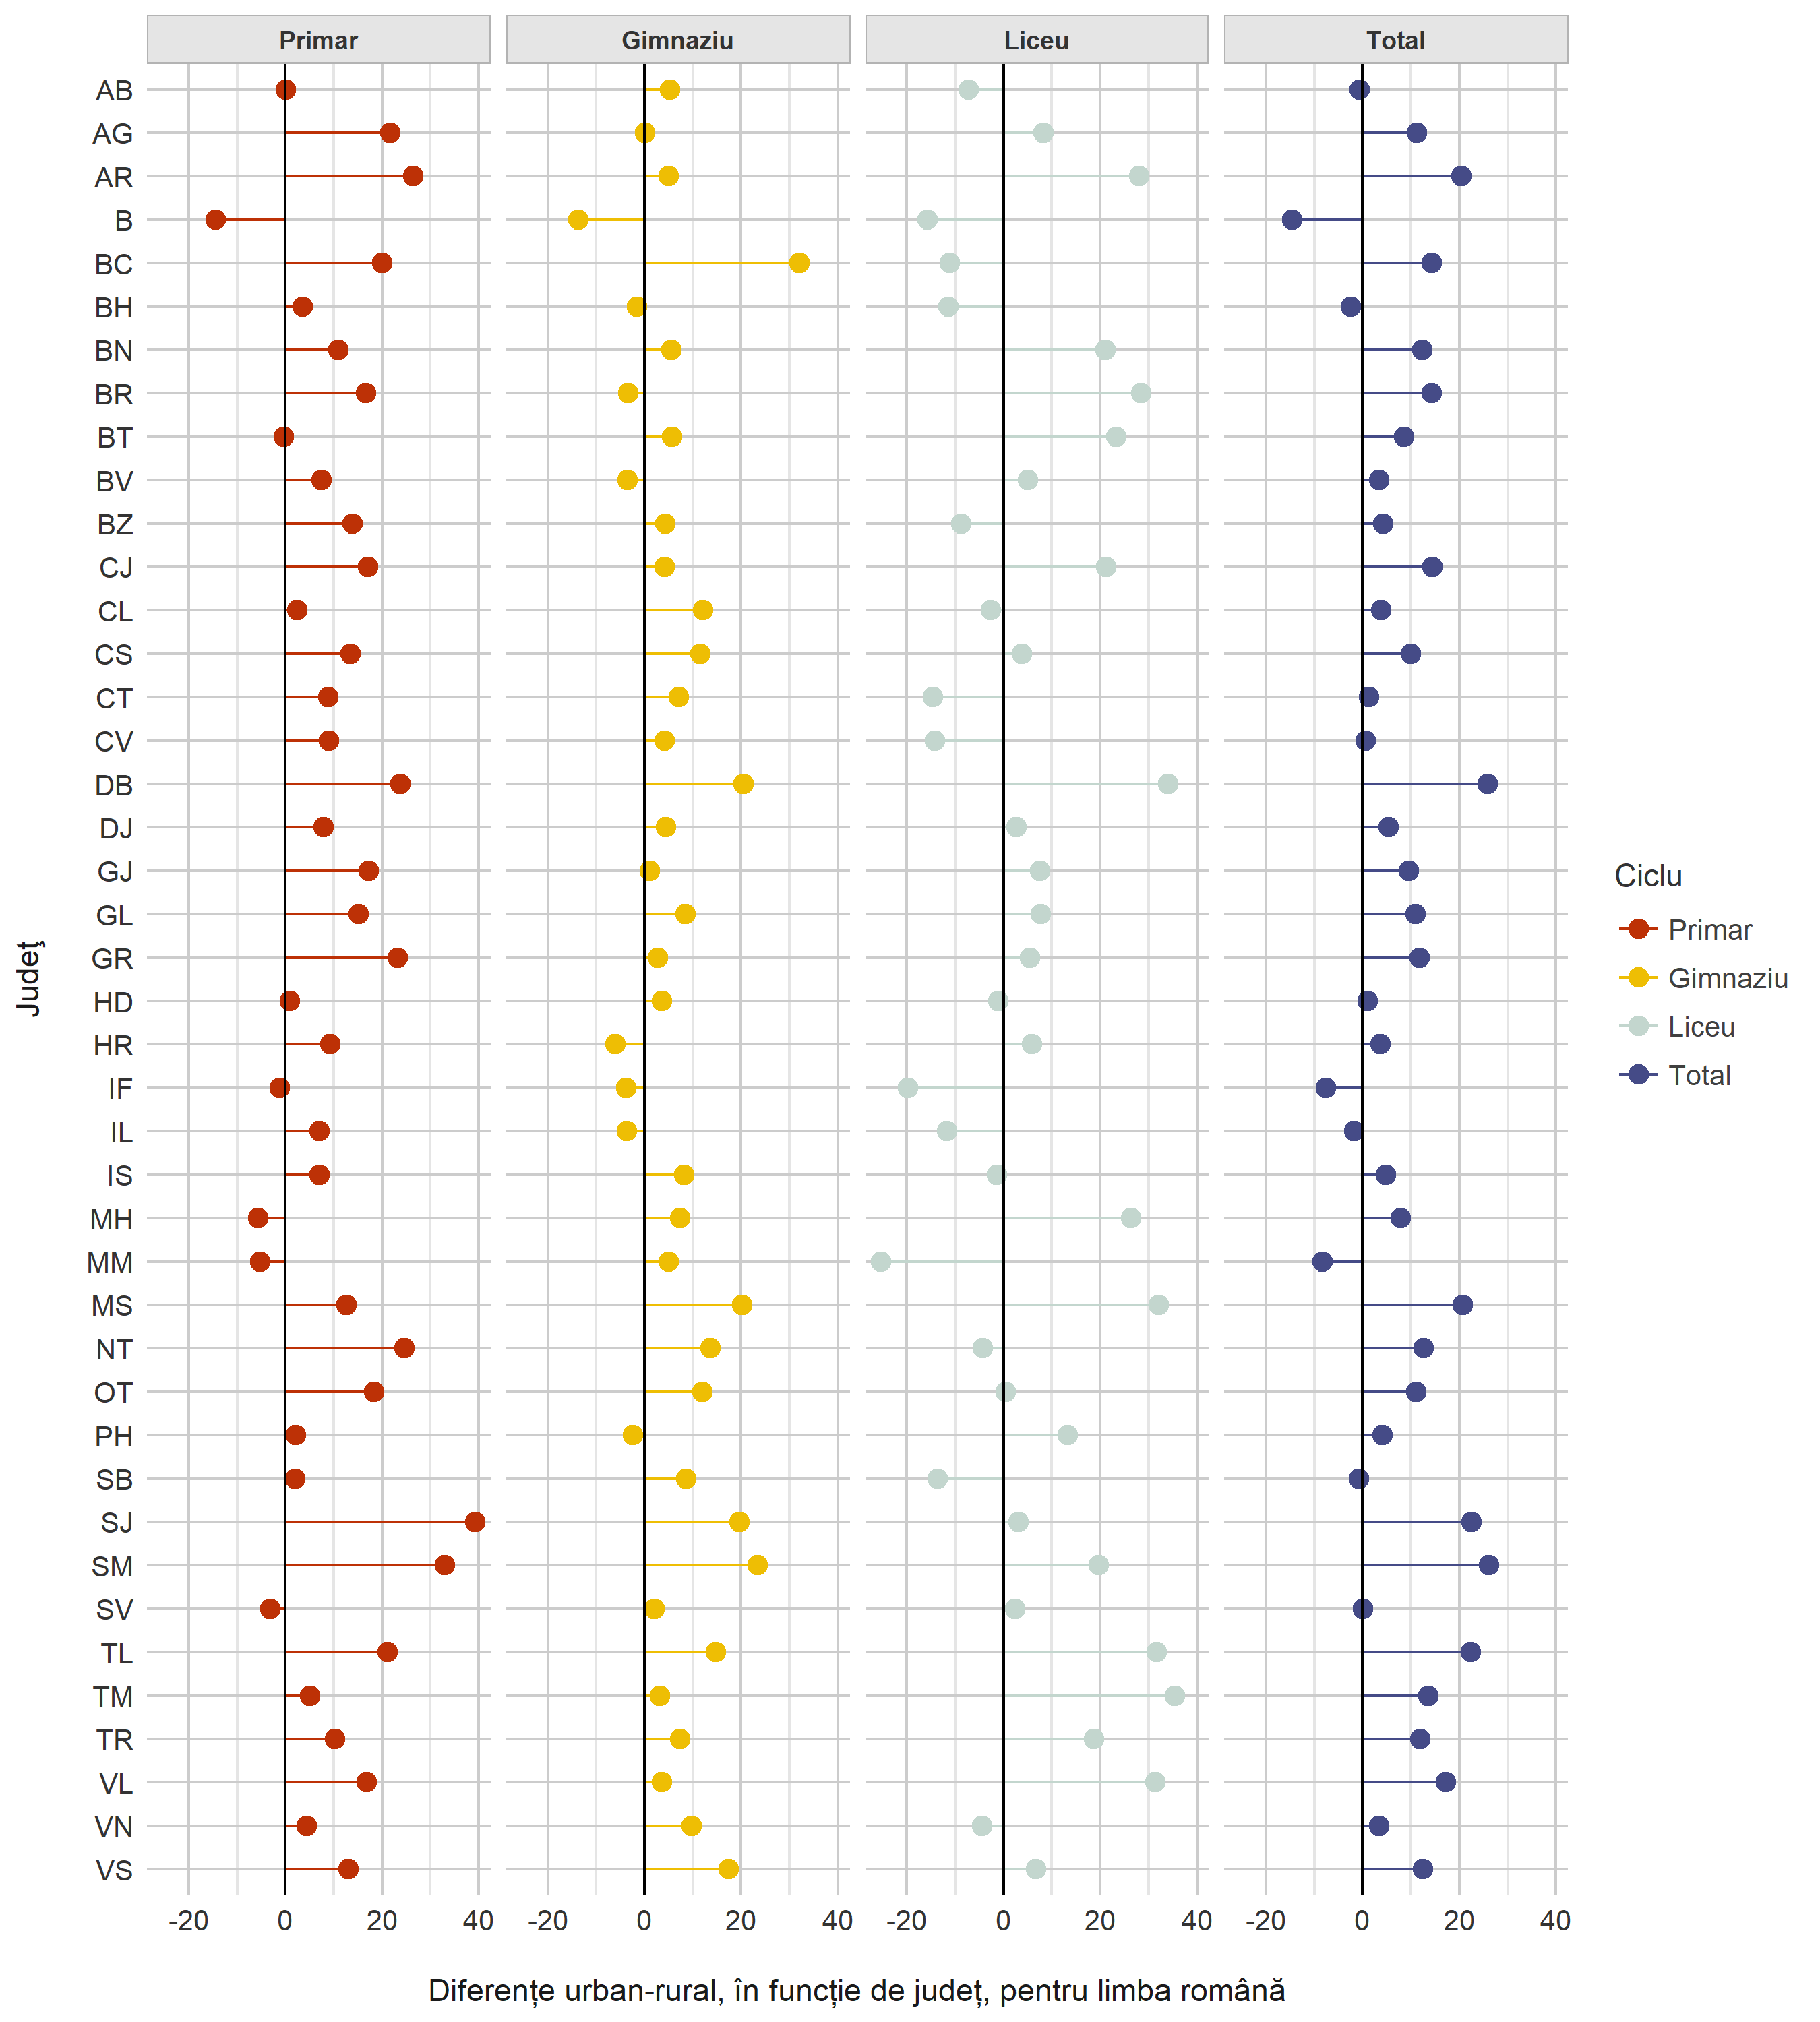 Primar Gimnaziu Liceu Total
AB
AG
AR
B
BC
BH
BN
BR
BT
BV
BZ
CJ
CL
CS
CT
CV
DB
DJ
GJ
GL
GR
HD
HR
IF
IL
IS
MH
MM
MS
NT
OT
PH
SB
SJ
SM
SV
TL
TM
TR
VL
VN
VS
-20 0 20 40 -20 0 20 40 -20 0 20 40 -20 0 20 40
Diferențe urban-rural, în funcție de județ, pentru limba română
Judeţ
Ciclu
Primar
Gimnaziu
Liceu
Total